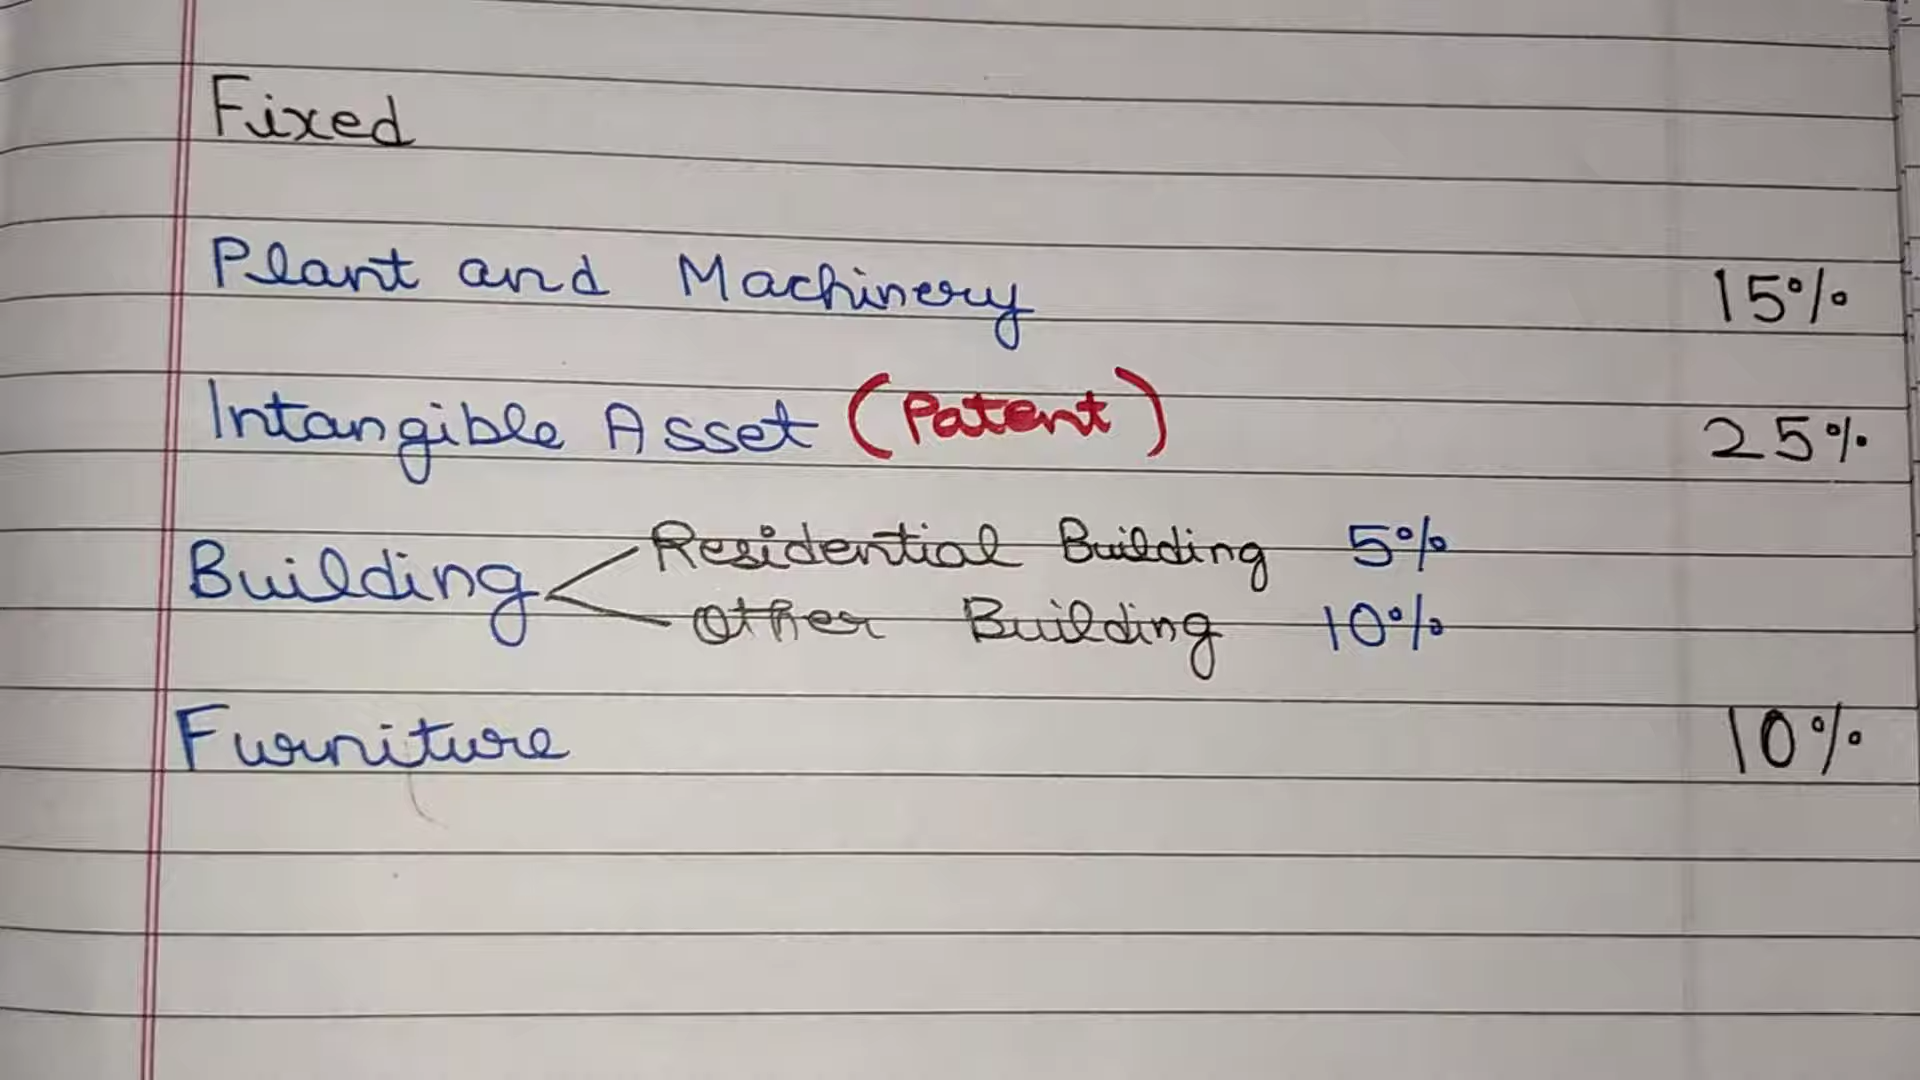 Fixed
Plant and Machinery 15%
Intangible Asset (Patent) 25%
Building Residential Building 5%
Other Building 10%
Furniture 10%